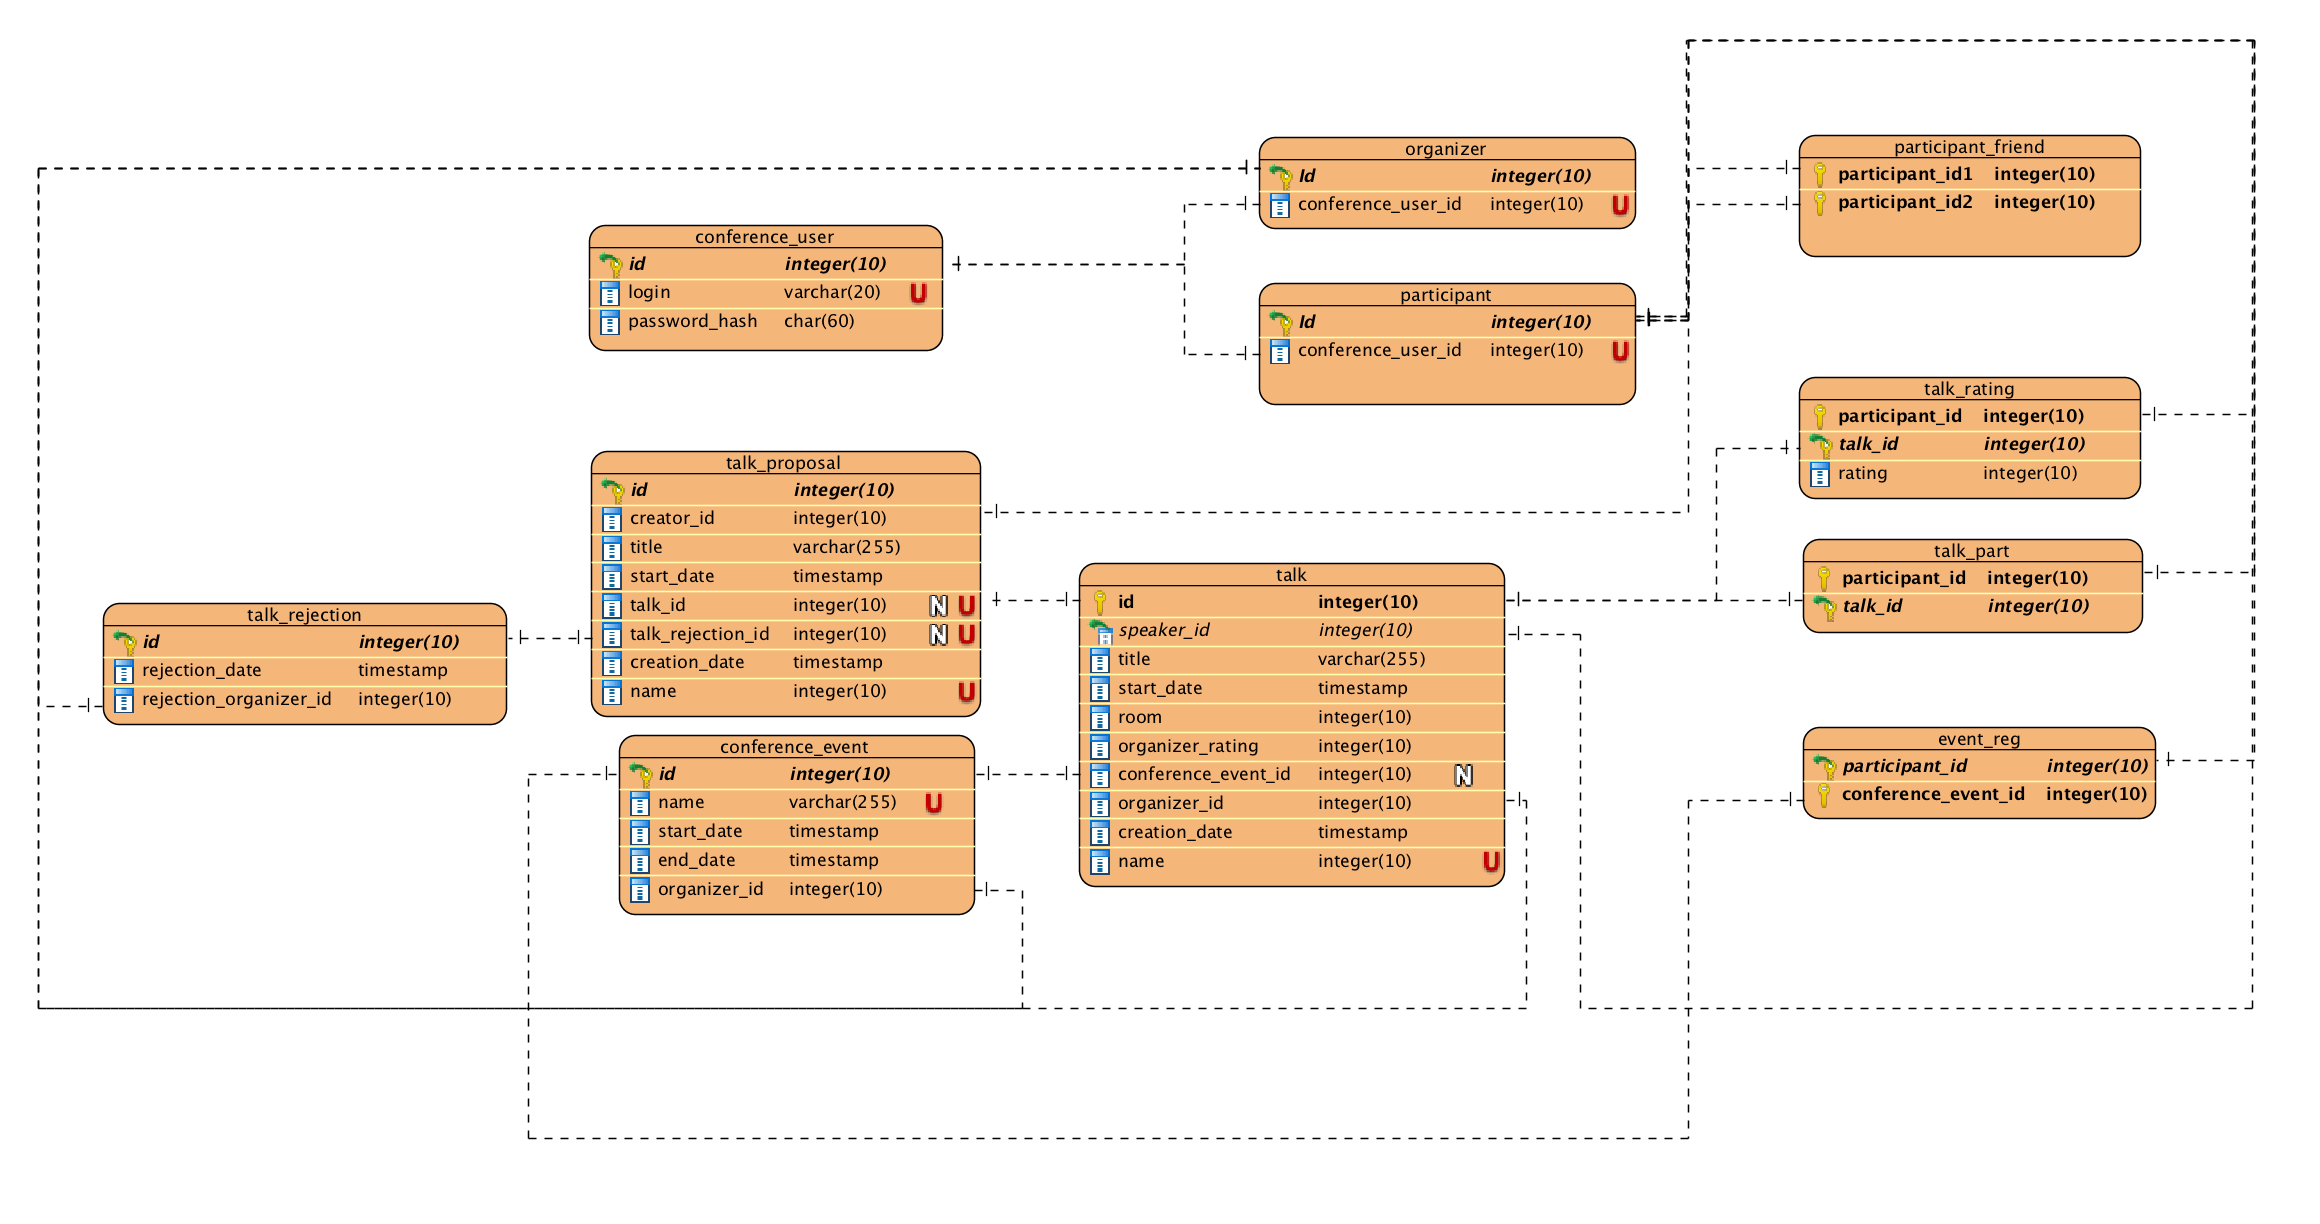 organizer
Id integer(10)
conference_user_id integer(10) U
participant_friend
participant_id1 integer(10)
participant_id2 integer(10)
conference_user
id integer(10)
login varchar(20) U
password_hash char(60)
participant
Id integer(10)
conference_user_id integer(10) U
talk_rating
participant_id integer(10)
talk_id integer(10)
rating integer(10)
talk_proposal
id integer(10)
creator_id integer(10)
title varchar(255)
start_date timestamp
talk_id integer(10) N U
talk_rejection_id integer(10) N U
creation_date timestamp
name integer(10) U
talk_part
participant_id integer(10)
talk_id integer(10)
talk
id integer(10)
speaker_id integer(10)
title varchar(255)
start_date timestamp
room integer(10)
organizer_rating integer(10)
conference_event_id integer(10) N
organizer_id integer(10)
creation_date timestamp
name integer(10) U
talk_rejection
id integer(10)
rejection_date timestamp
rejection_organizer_id integer(10)
conference_event
id integer(10)
name varchar(255) U
start_date timestamp
end_date timestamp
organizer_id integer(10)
event_reg
participant_id integer(10)
conference_event_id integer(10)